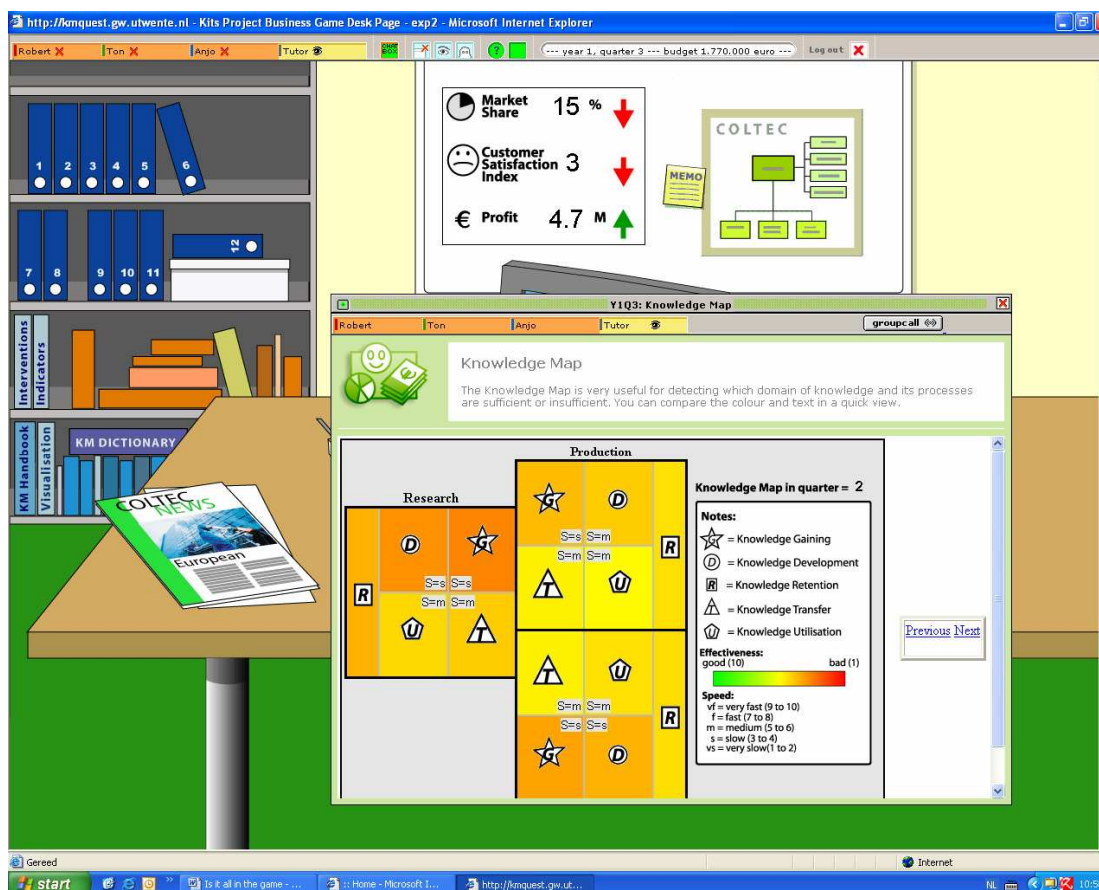 http://kmquest.gw.utwente.nl - Kits Project Business Game Desk Page - exp2 - Microsoft Internet Explorer
Robert Ton Anjo Tutor CHAT BOX ? (--- year 1, quarter 3 --- budget 1.770.000 euro ---) Log out
Market Share 15 %
Customer Satisfaction Index 3
€ Profit 4.7 M
MEMO
COLTEC
1 2 3 4 5 6
7 8 9 10 11 12
Interventions
Indicators
KM Handbook
Visualisation
KM DICTIONARY
COLTEC
NEWS
European
Y1Q3: Knowledge Map
Robert Ton Anjo Tutor groupcall
Knowledge Map
The Knowledge Map is very useful for detecting which domain of knowledge and its processes
are sufficient or insufficient. You can compare the colour and text in a quick view.
Production
Research
G D R
S=s S=m
S=m S=m
T U
R D G
S=s S=s
S=m S=m
U T
T U R
S=m S=m
S=s S=s
G D
Knowledge Map in quarter = 2
Notes:
G = Knowledge Gaining
D = Knowledge Development
R = Knowledge Retention
T = Knowledge Transfer
U = Knowledge Utilisation
Effectiveness:
good (10) bad (1)
Speed:
vf = very fast (9 to 10)
f = fast (7 to 8)
m = medium (5 to 6)
s = slow (3 to 4)
vs = very slow(1 to 2)
Previous Next
Gereed Internet
start Is it all in the game - ... :: Home - Microsoft I... http://kmquest.gw.ut... NL